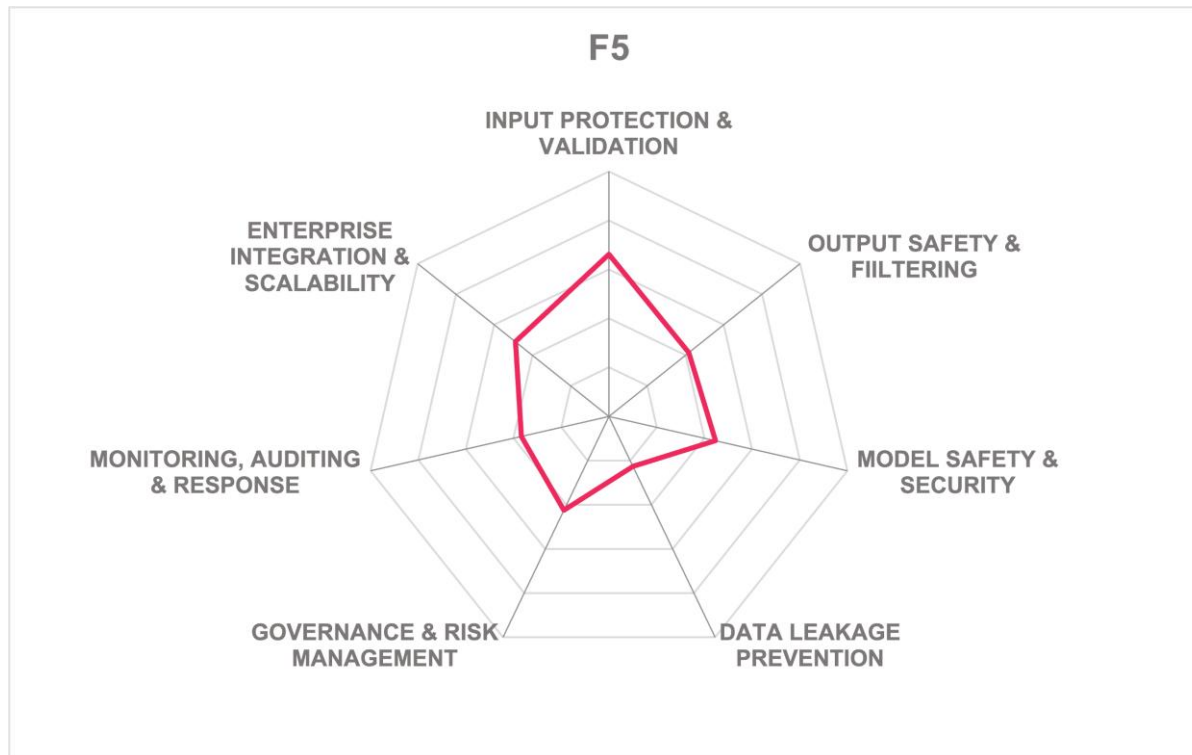 F5
INPUT PROTECTION &
VALIDATION
OUTPUT SAFETY &
FIILTERING
MODEL SAFETY &
SECURITY
DATA LEAKAGE
PREVENTION
GOVERNANCE & RISK
MANAGEMENT
MONITORING, AUDITING
& RESPONSE
ENTERPRISE
INTEGRATION &
SCALABILITY